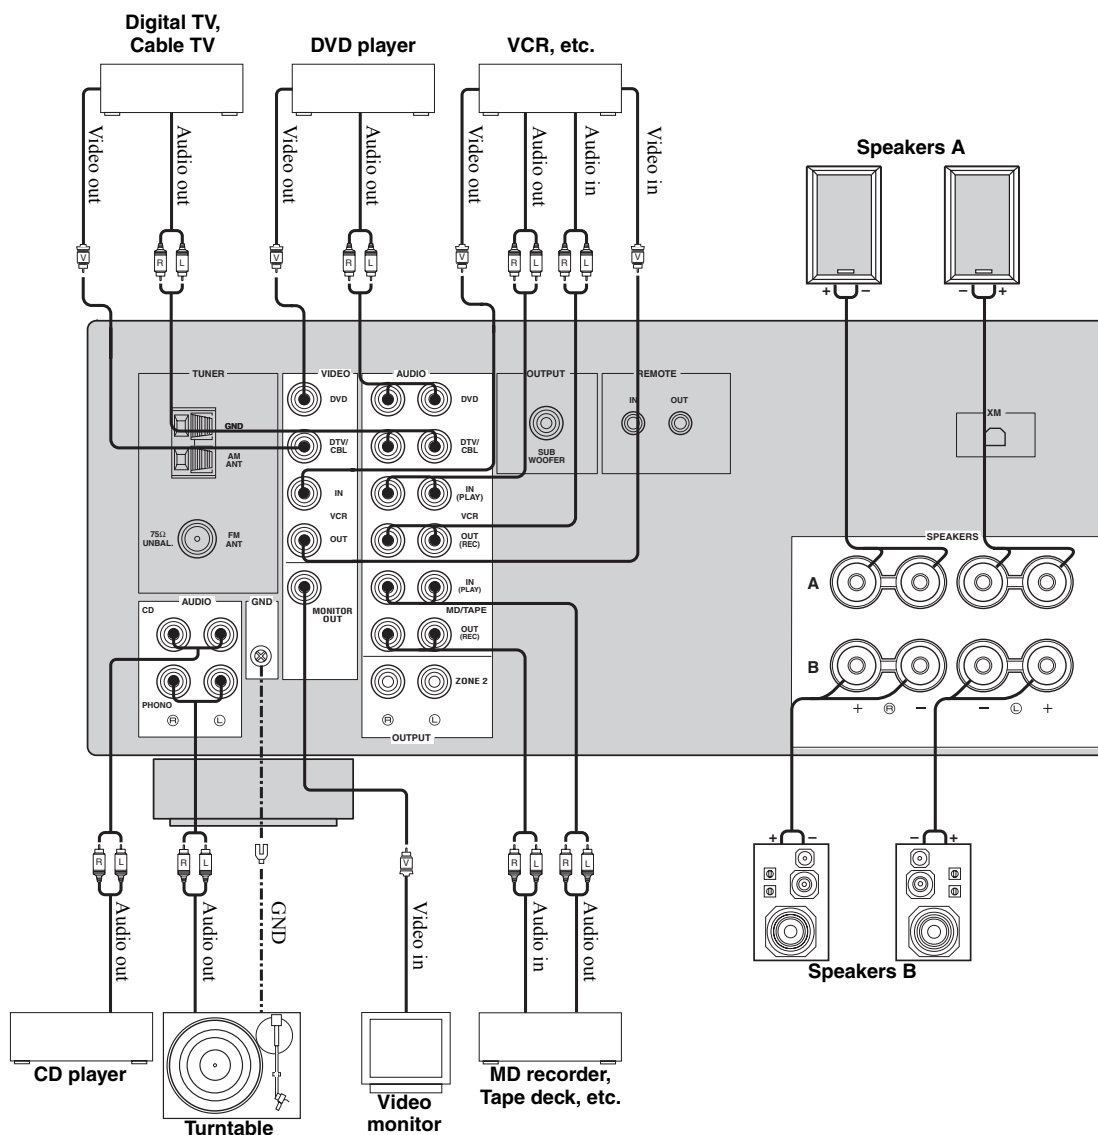 Digital TV,
Cable TV
DVD player
VCR, etc.
Video out
Audio out
Video out
Audio out
Video out
Audio out
Audio in
Video in
Speakers A
V
R
L
V
R
L
V
R
L
R
L
V
+
−
−
+
TUNER
VIDEO
AUDIO
OUTPUT
REMOTE
DVD
DVD
IN
OUT
XM
GND
DTV/
CBL
DTV/
CBL
SUB
WOOFER
AM
ANT
IN
IN
(PLAY)
VCR
VCR
75Ω
UNBAL.
FM
ANT
OUT
OUT
(REC)
SPEAKERS
A
IN
(PLAY)
AUDIO
GND
CD
MONITOR
OUT
MD/TAPE
OUT
(REC)
B
ZONE 2
PHONO
R
L
R
L
OUTPUT
+
R
−
−
L
+
+
−
−
+
R
L
R
L
V
R
L
R
L
Audio out
Audio out
GND
Video in
Audio in
Audio out
Speakers B
CD player
Turntable
Video
monitor
MD recorder,
Tape deck, etc.